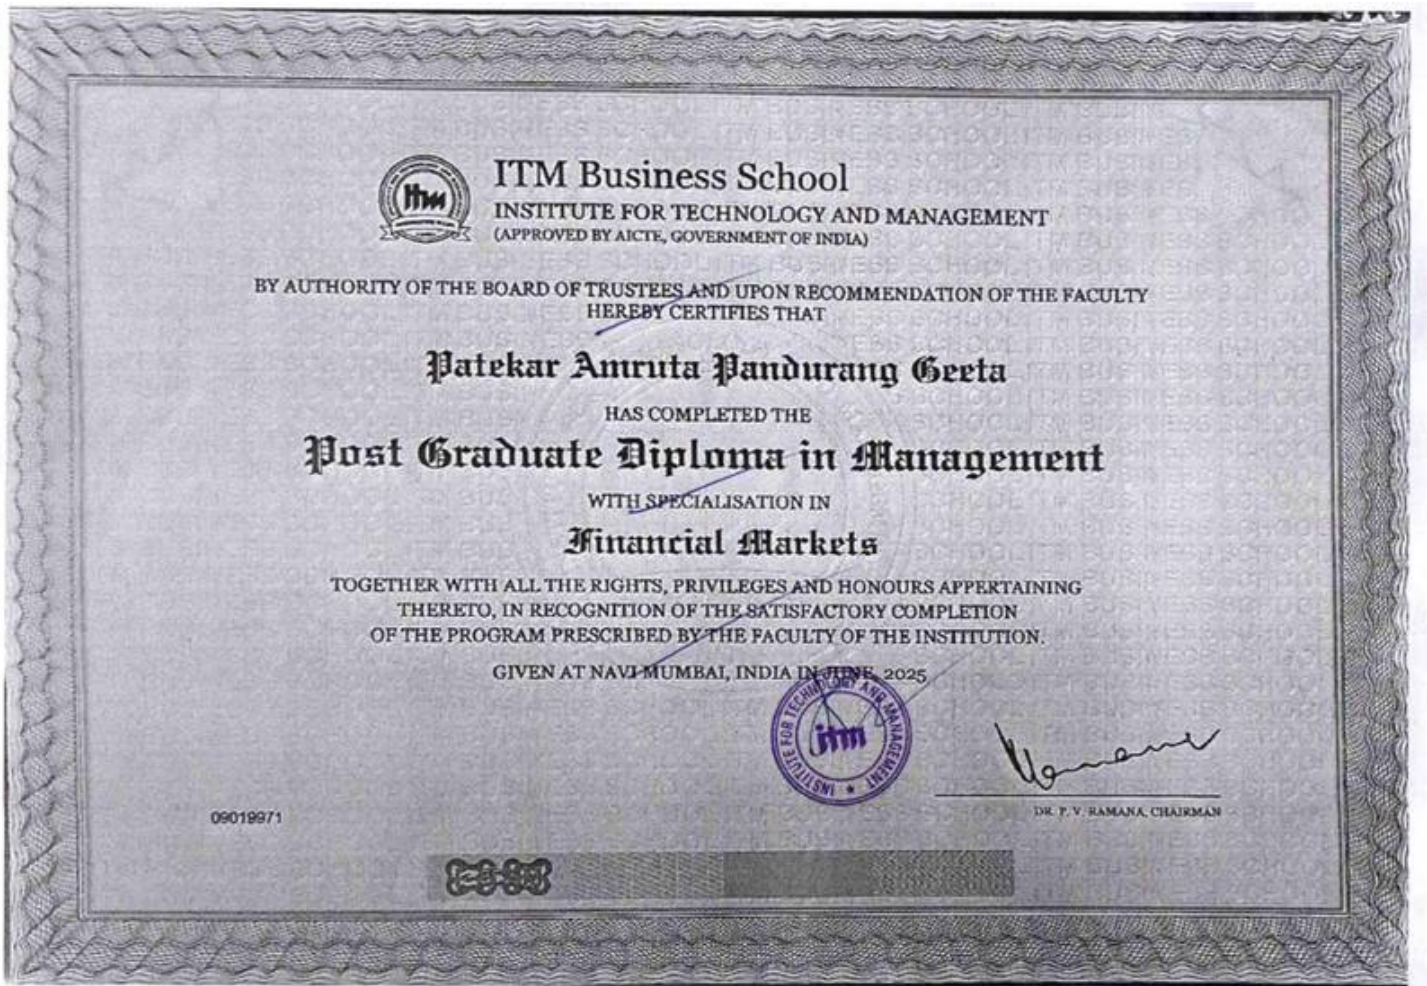 itm
ITM Business School
INSTITUTE FOR TECHNOLOGY AND MANAGEMENT
(APPROVED BY AICTE, GOVERNMENT OF INDIA)
BY AUTHORITY OF THE BOARD OF TRUSTEES AND UPON RECOMMENDATION OF THE FACULTY
HEREBY CERTIFIES THAT
Patekar Amruta Pandurang Geeta
HAS COMPLETED THE
Post Graduate Diploma in Management
WITH SPECIALISATION IN
Financial Markets
TOGETHER WITH ALL THE RIGHTS, PRIVILEGES AND HONOURS APPERTAINING
THERETO, IN RECOGNITION OF THE SATISFACTORY COMPLETION
OF THE PROGRAM PRESCRIBED BY THE FACULTY OF THE INSTITUTION.
GIVEN AT NAVI MUMBAI, INDIA IN JUNE, 2025
INSTITUTE FOR TECHNOLOGY AND MANAGEMENT
itm
DR. P. V. RAMANA, CHAIRMAN
09019971